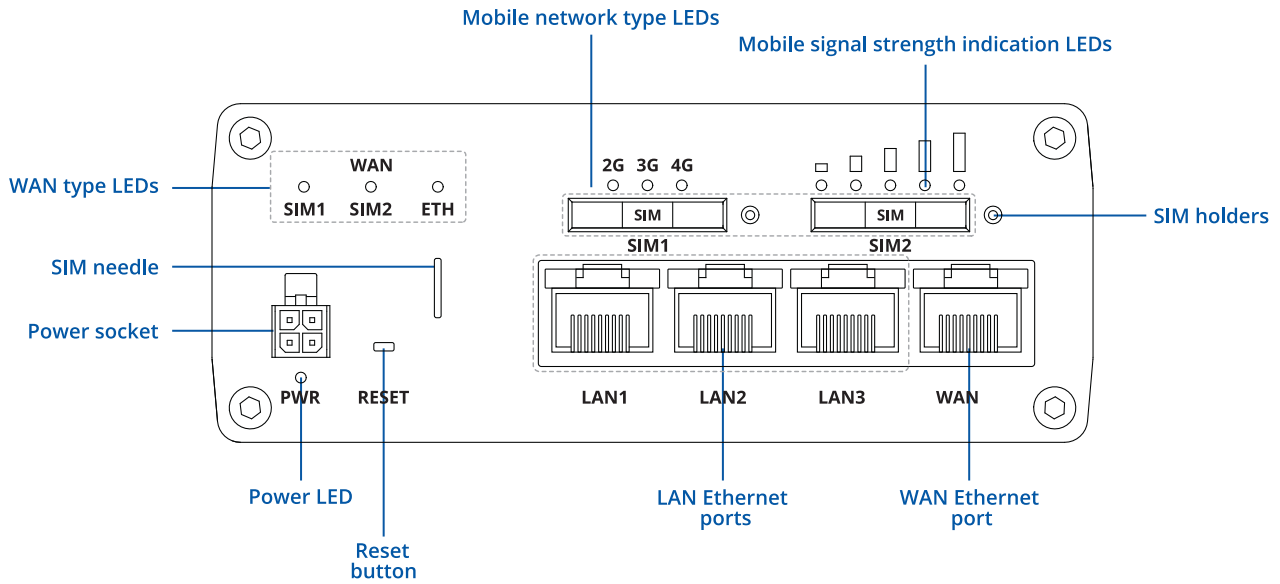 Mobile network type LEDs
Mobile signal strength indication LEDs
WAN type LEDs
WAN
SIM1 SIM2 ETH
2G 3G 4G
SIM
SIM
SIM holders
SIM1
SIM2
SIM needle
Power socket
PWR
RESET
LAN1
LAN2
LAN3
WAN
Power LED
LAN Ethernet
ports
WAN Ethernet
port
Reset
button